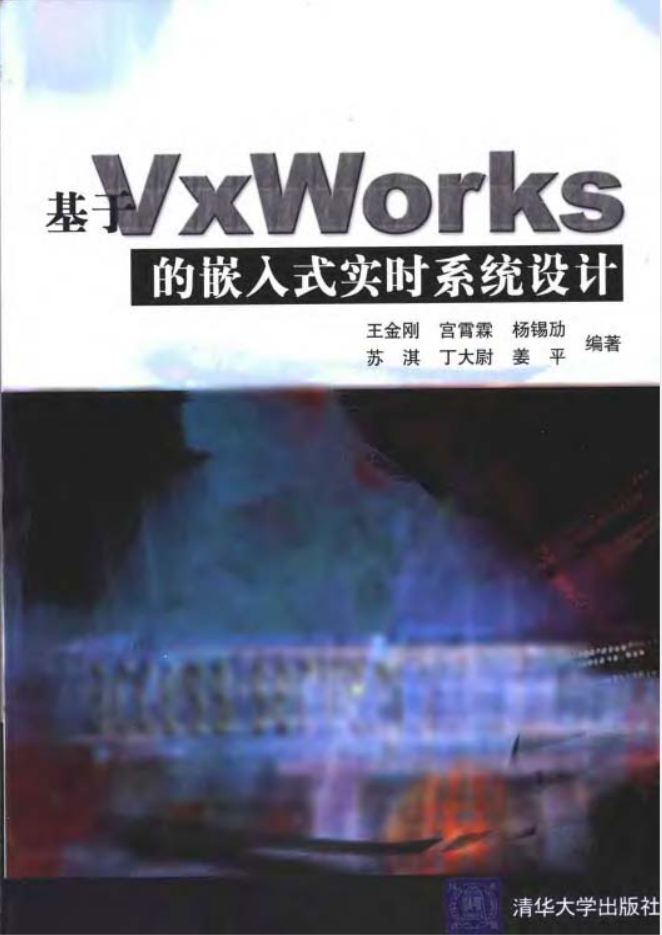 基于VxWorks
的嵌入式实时系统设计
王金刚 宫霄霖 杨锡劢
苏 淇 丁大尉 姜 平 编著
清华大学出版社